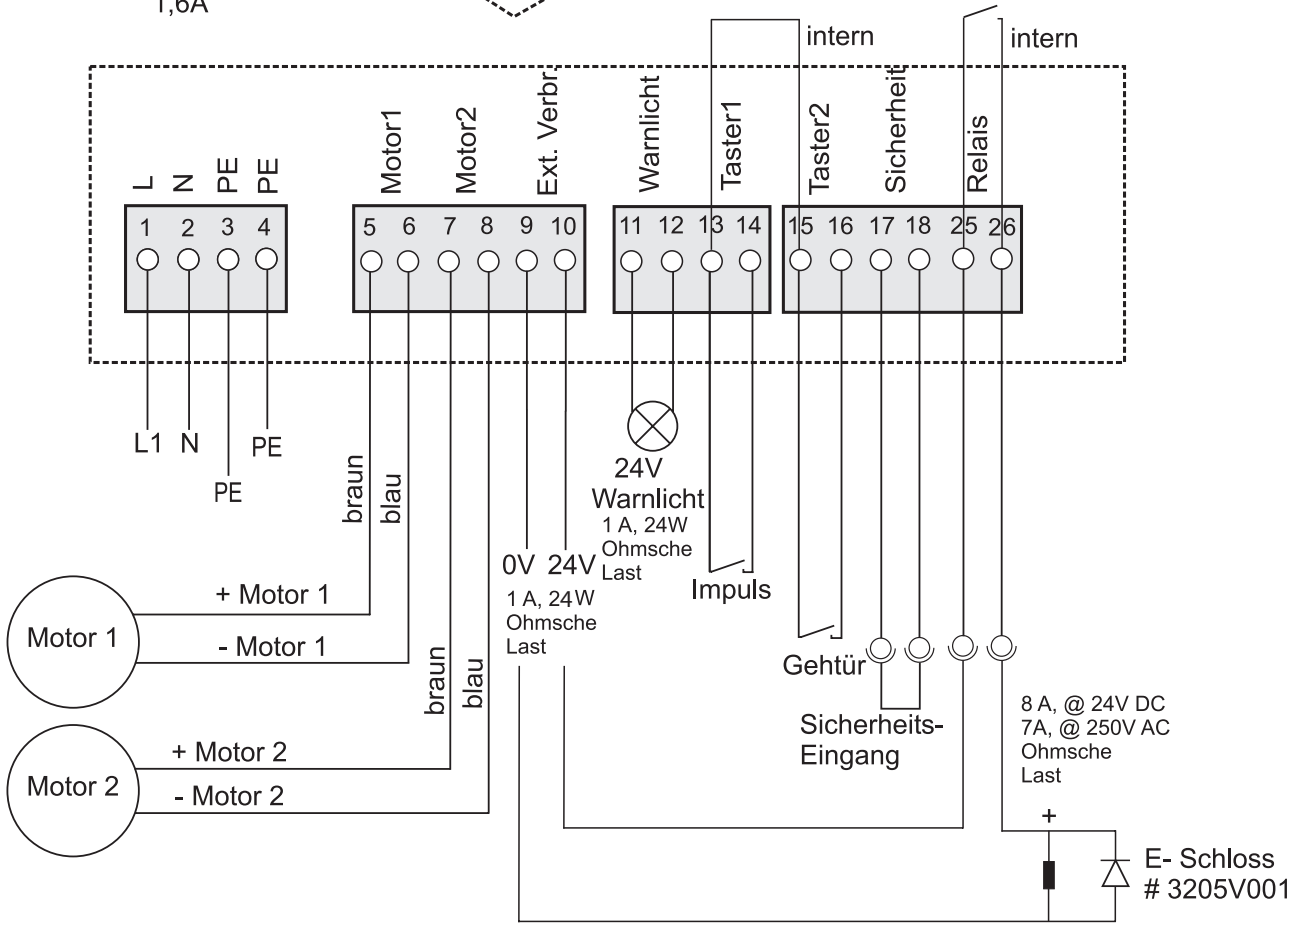 1,6A
intern
intern
L
N
PE
PE
Motor1
Motor2
Ext. Verbr.
Warnlicht
Taster1
Taster2
Sicherheit
Relais
1 2 3 4
5 6 7 8 9 10
11 12 13 14
15 16 17 18 25 26
L1 N
PE
PE
braun
blau
24V
Warnlicht
1 A, 24W
Ohmsche
Last
0V 24V
1 A, 24W
Ohmsche
Last
Impuls
Motor 1
+ Motor 1
- Motor 1
braun
blau
Gehtür
Sicherheits-
Eingang
8 A, @ 24V DC
7A, @ 250V AC
Ohmsche
Last
Motor 2
+ Motor 2
- Motor 2
+
E- Schloss
# 3205V001